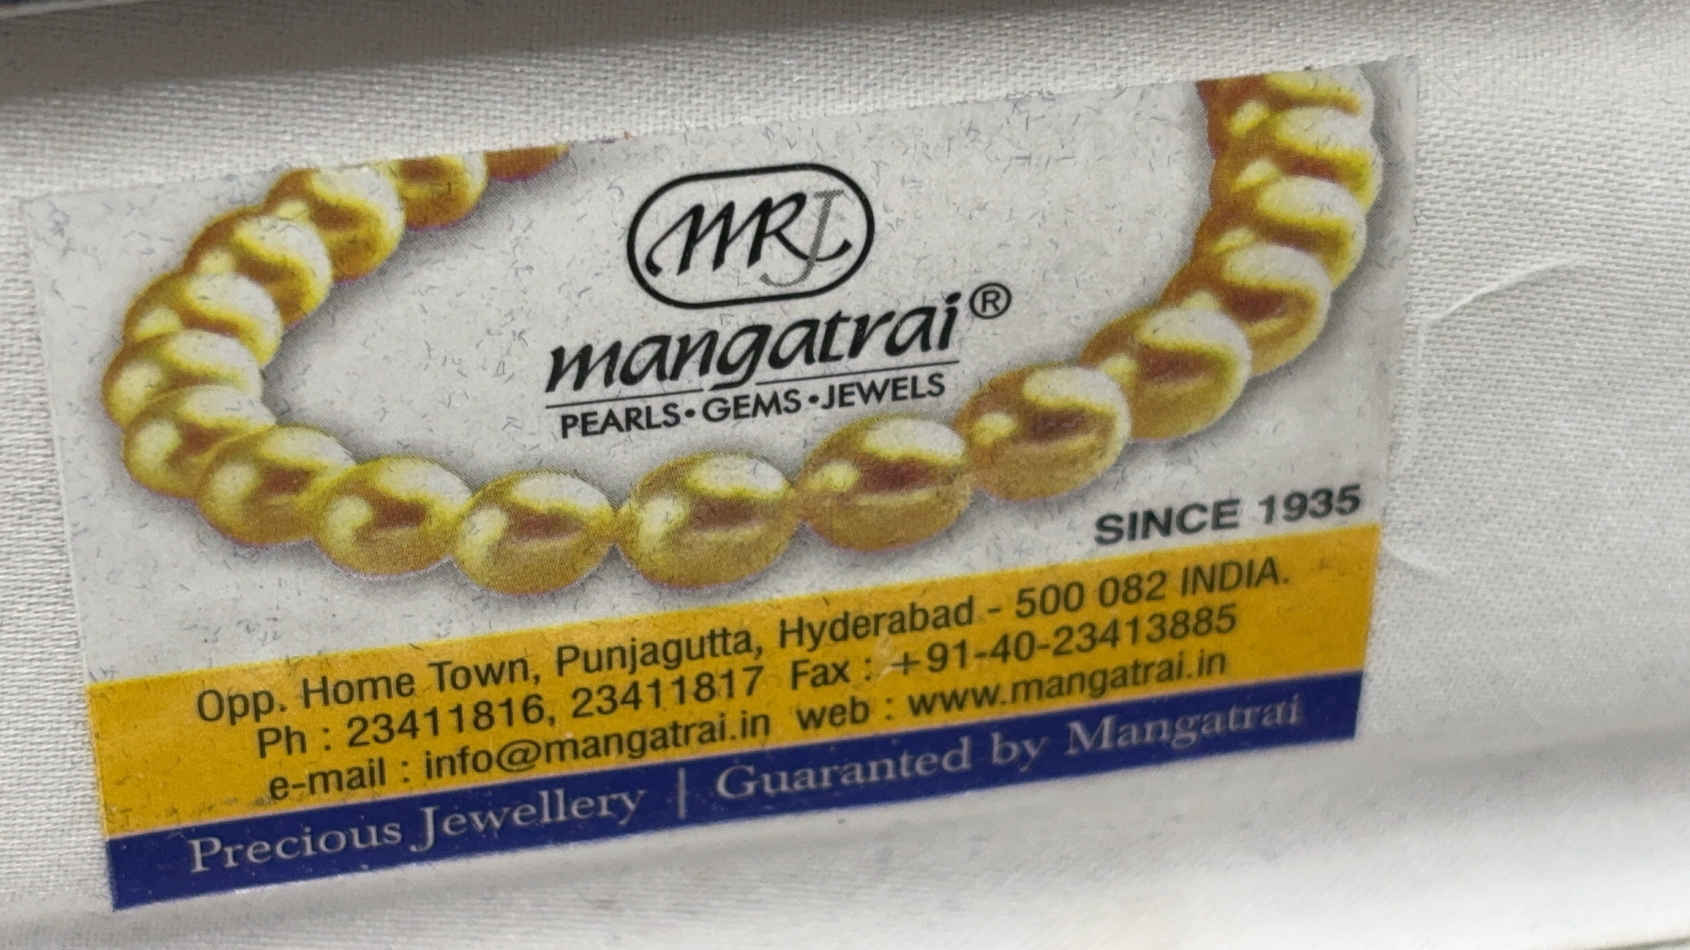 MRJ
mangatrai®
PEARLS•GEMS•JEWELS
SINCE 1935
Opp. Home Town, Punjagutta, Hyderabad - 500 082 INDIA.
Ph : 23411816, 23411817 Fax : +91-40-23413885
e-mail : info@mangatrai.in web : www.mangatrai.in
Precious Jewellery | Guaranted by Mangatrai